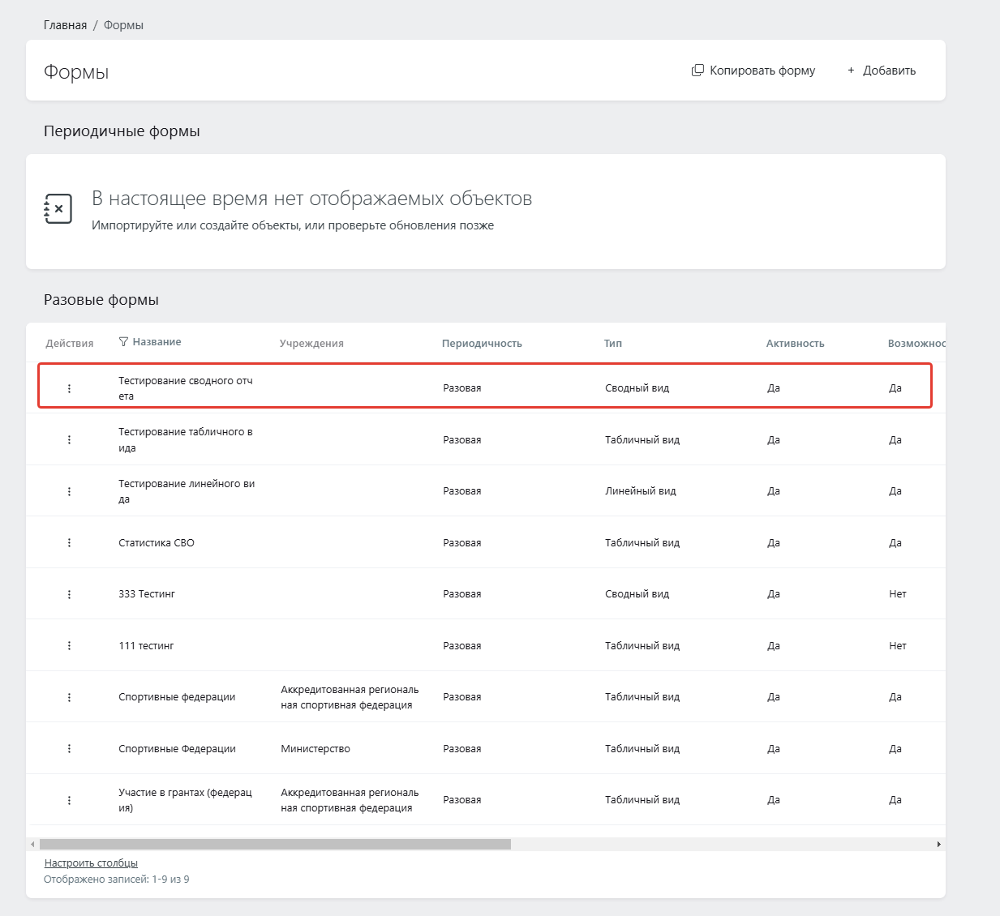 Главная / Формы
Формы
Копировать форму
+ Добавить
Периодичные формы
В настоящее время нет отображаемых объектов
Импортируйте или создайте объекты, или проверьте обновления позже
Разовые формы
Действия Название Учреждения Периодичность Тип Активность Возможнос
Тестирование сводного отч
ета
Разовая Сводный вид Да Да
Тестирование табличного в
ида
Разовая Табличный вид Да Да
Тестирование линейного ви
да
Разовая Линейный вид Да Да
Статистика СВО Разовая Табличный вид Да Да
333 Тестинг Разовая Сводный вид Да Нет
111 тестинг Разовая Табличный вид Да Нет
Спортивные федерации
Аккредитованная региональ
ная спортивная федерация
Разовая Табличный вид Да Да
Спортивные Федерации Министерство Разовая Табличный вид Да Да
Участие в грантах (федерац
ия)
Аккредитованная региональ
ная спортивная федерация
Разовая Табличный вид Да Да
Настроить столбцы
Отображено записей: 1-9 из 9